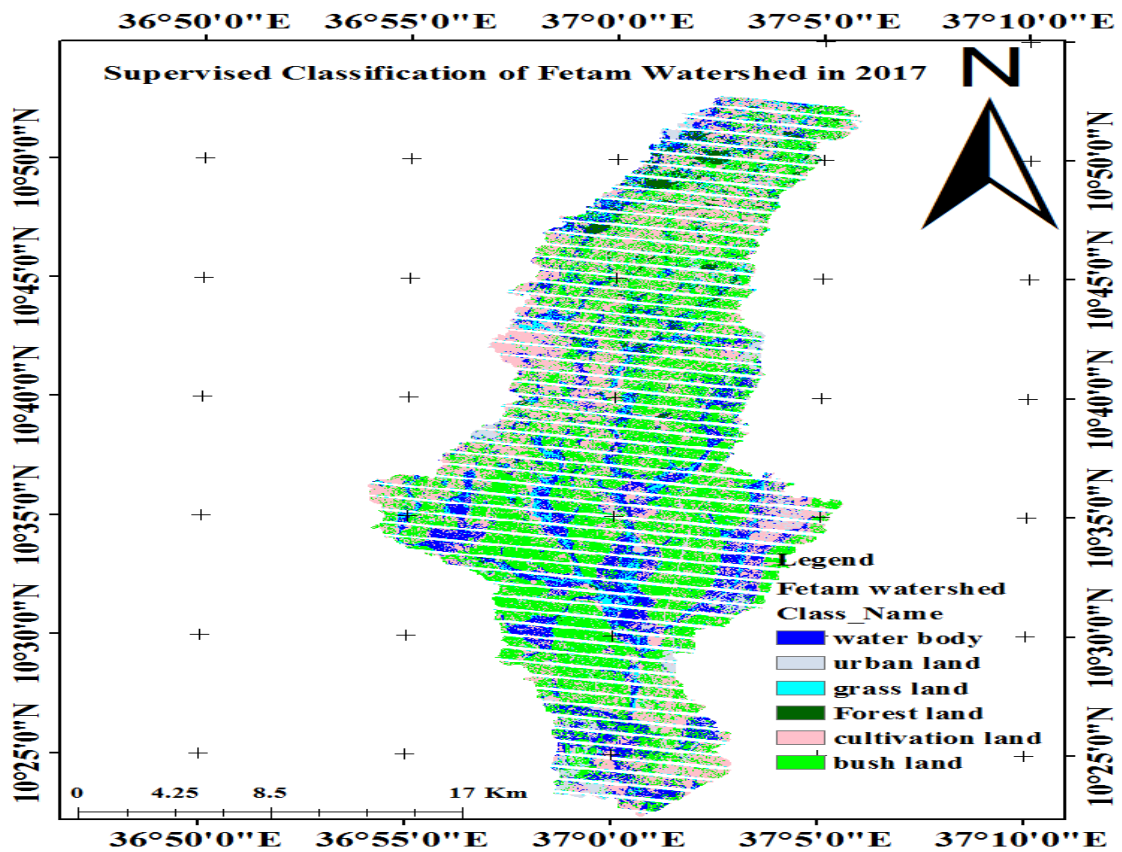 36°50'0"E 36°55'0"E 37°0'0"E 37°5'0"E 37°10'0"E
Supervised Classification of Fetam Watershed in 2017
N
10°50'0"N 10°50'0"N
10°45'0"N 10°45'0"N
10°40'0"N 10°40'0"N
10°35'0"N 10°35'0"N
10°30'0"N 10°30'0"N
10°25'0"N 10°25'0"N
Legend
Fetam watershed
Class_Name
water body
urban land
grass land
Forest land
cultivation land
bush land
0 4.25 8.5 17 Km
36°50'0"E 36°55'0"E 37°0'0"E 37°5'0"E 37°10'0"E